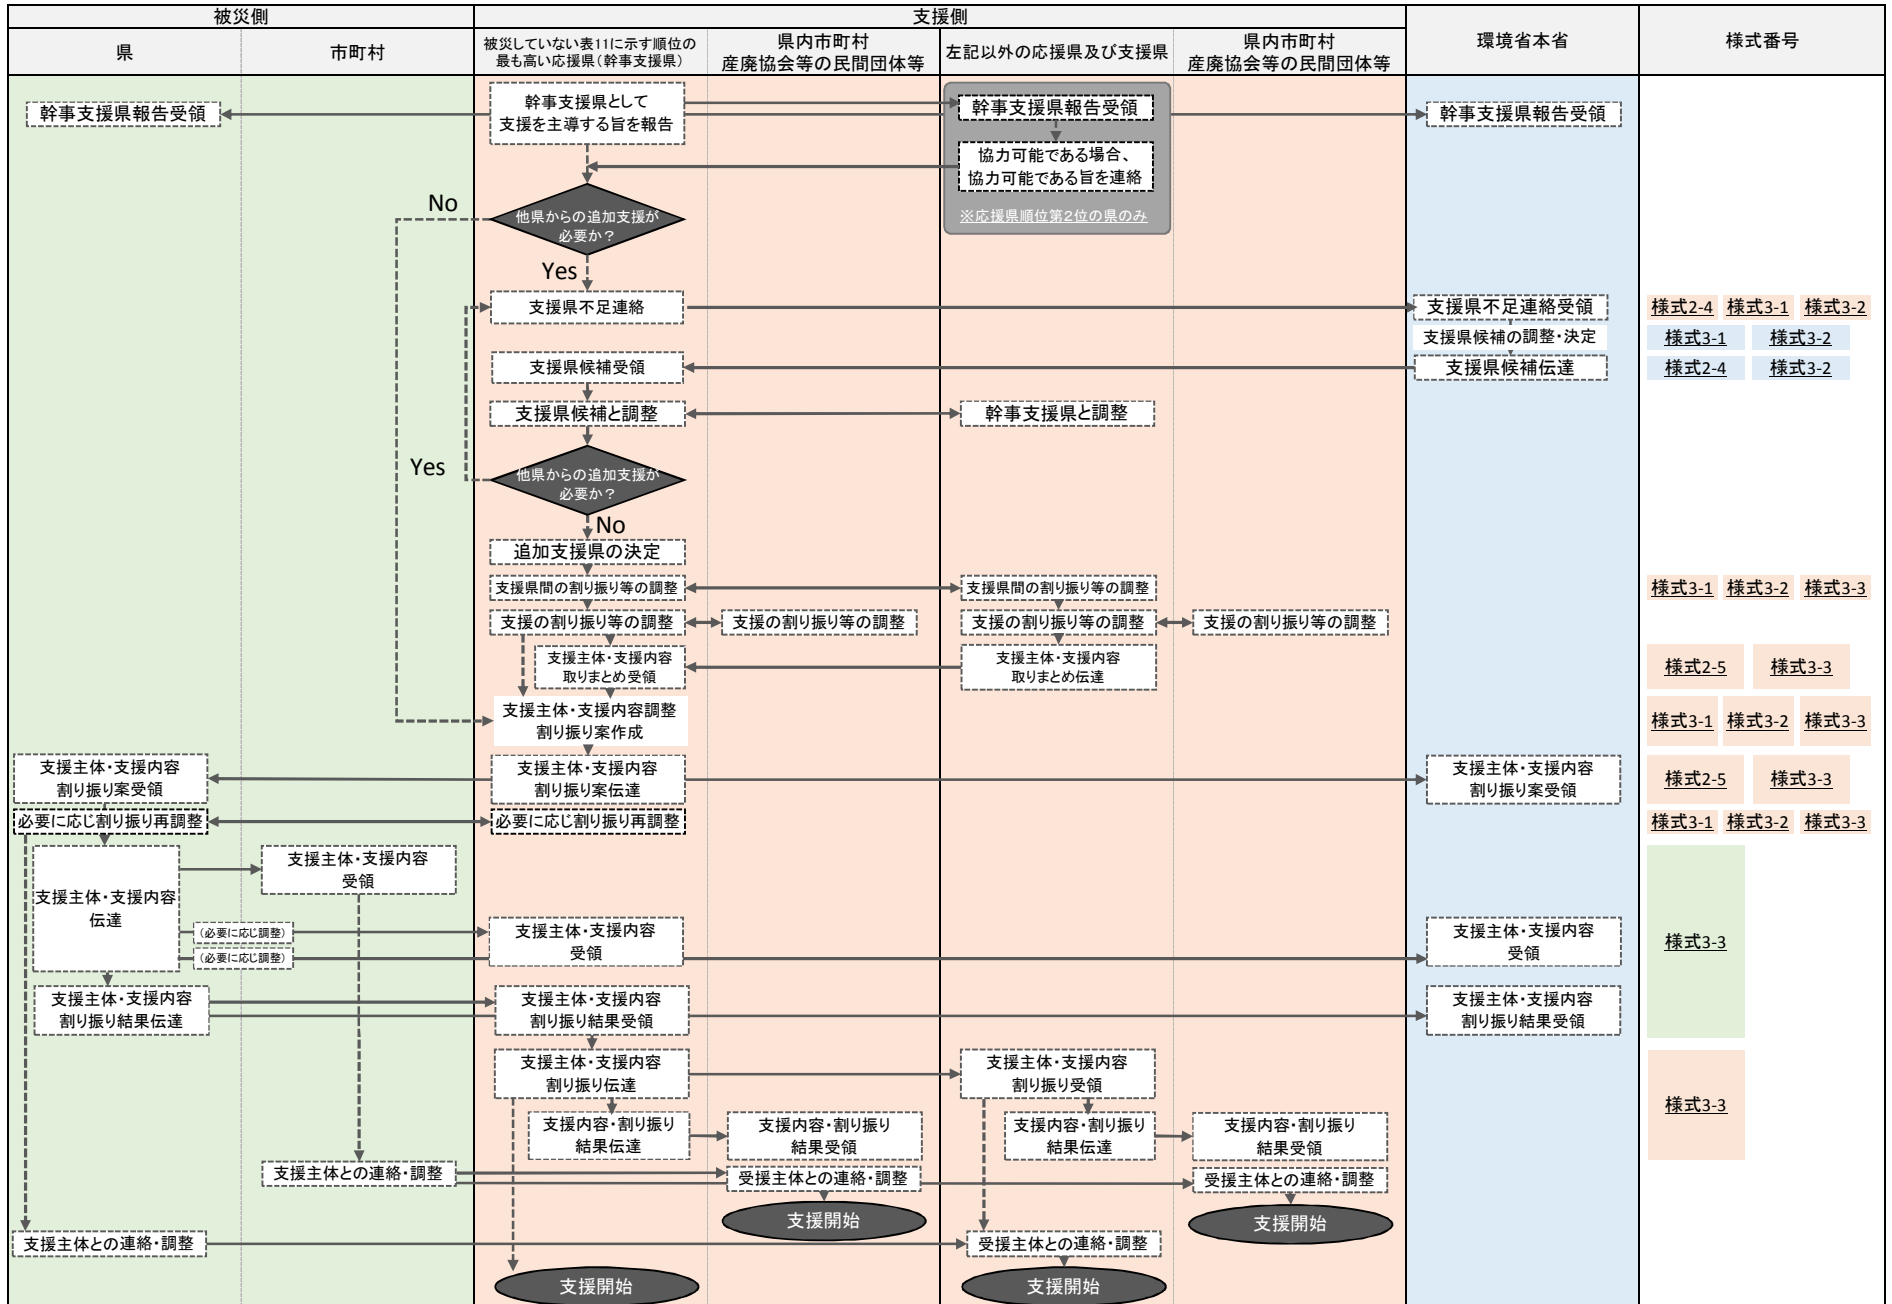 被災側
支援側
県
市町村
被災していない表11に示す順位の
最も高い応援県(幹事支援県)
県内市町村
産廃協会等の民間団体等
左記以外の応援県及び支援県
県内市町村
産廃協会等の民間団体等
環境省本省
様式番号
幹事支援県報告受領
幹事支援県として
支援を主導する旨を報告
幹事支援県報告受領
幹事支援県報告受領
協力可能である場合、
協力可能である旨を連絡
※応援県順位第2位の県のみ
No
他県からの追加支援が
必要か？
Yes
支援県不足連絡
支援県不足連絡受領
様式2-4 様式3-1 様式3-2
支援県候補の調整・決定
様式3-1 様式3-2
支援県候補受領
支援県候補伝達
様式2-4 様式3-2
支援県候補と調整
幹事支援県と調整
Yes
他県からの追加支援が
必要か？
No
追加支援県の決定
支援県間の割り振り等の調整
支援県間の割り振り等の調整
様式3-1 様式3-2 様式3-3
支援の割り振り等の調整
支援の割り振り等の調整
支援の割り振り等の調整
支援の割り振り等の調整
支援主体・支援内容
取りまとめ受領
支援主体・支援内容
取りまとめ伝達
様式2-5 様式3-3
支援主体・支援内容調整
割り振り案作成
様式3-1 様式3-2 様式3-3
支援主体・支援内容
割り振り案受領
支援主体・支援内容
割り振り案伝達
支援主体・支援内容
割り振り案受領
様式2-5 様式3-3
必要に応じ割り振り再調整
必要に応じ割り振り再調整
様式3-1 様式3-2 様式3-3
支援主体・支援内容
伝達
支援主体・支援内容
受領
(必要に応じ調整)
(必要に応じ調整)
支援主体・支援内容
受領
支援主体・支援内容
受領
様式3-3
支援主体・支援内容
割り振り結果伝達
支援主体・支援内容
割り振り結果受領
支援主体・支援内容
割り振り結果受領
支援主体・支援内容
割り振り伝達
支援主体・支援内容
割り振り受領
様式3-3
支援内容・割り振り
結果伝達
支援内容・割り振り
結果受領
支援内容・割り振り
結果伝達
支援内容・割り振り
結果受領
支援主体との連絡・調整
受援主体との連絡・調整
受援主体との連絡・調整
支援開始
支援開始
支援主体との連絡・調整
受援主体との連絡・調整
支援開始
支援開始